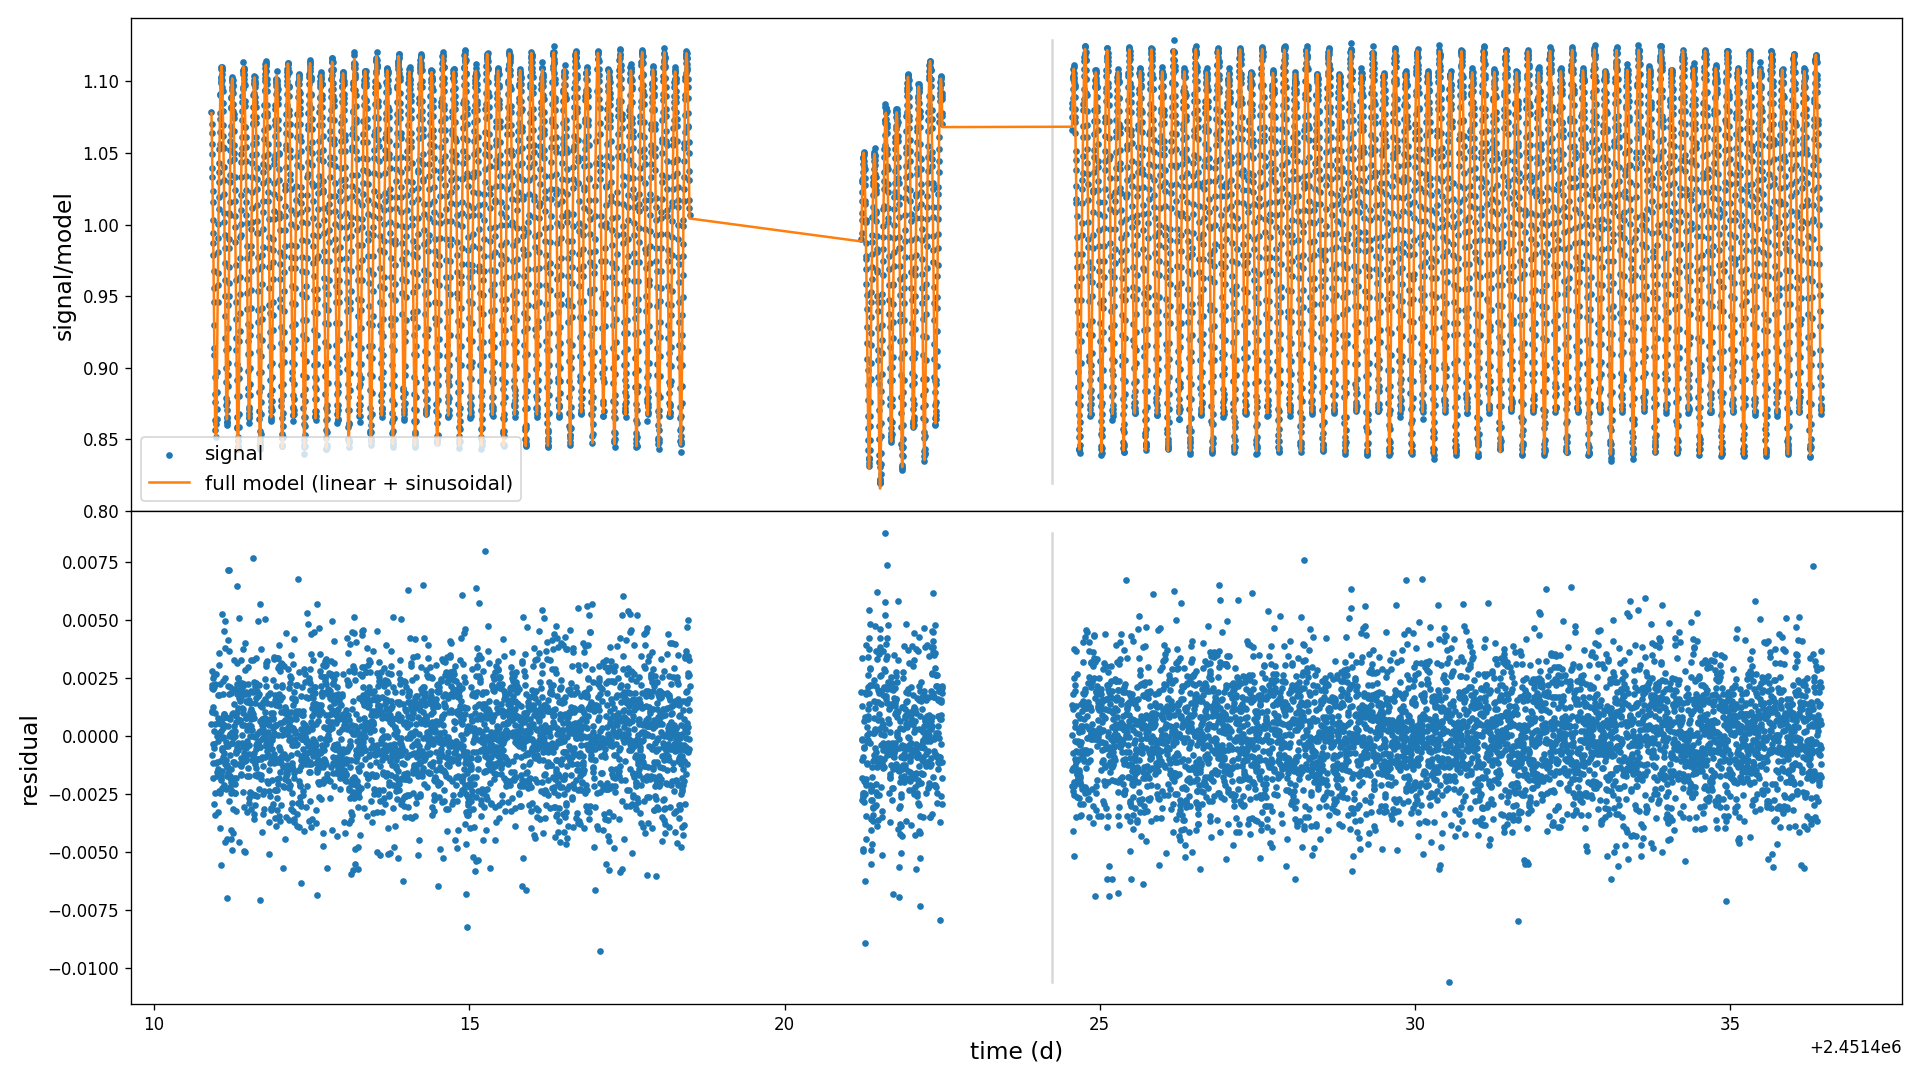 signal/model
1.10
1.05
1.00
0.95
0.90
0.85
0.80
signal
full model (linear + sinusoidal)
residual
0.0075
0.0050
0.0025
0.0000
−0.0025
−0.0050
−0.0075
−0.0100
10 15 20 25 30 35
time (d)
+2.4514e6